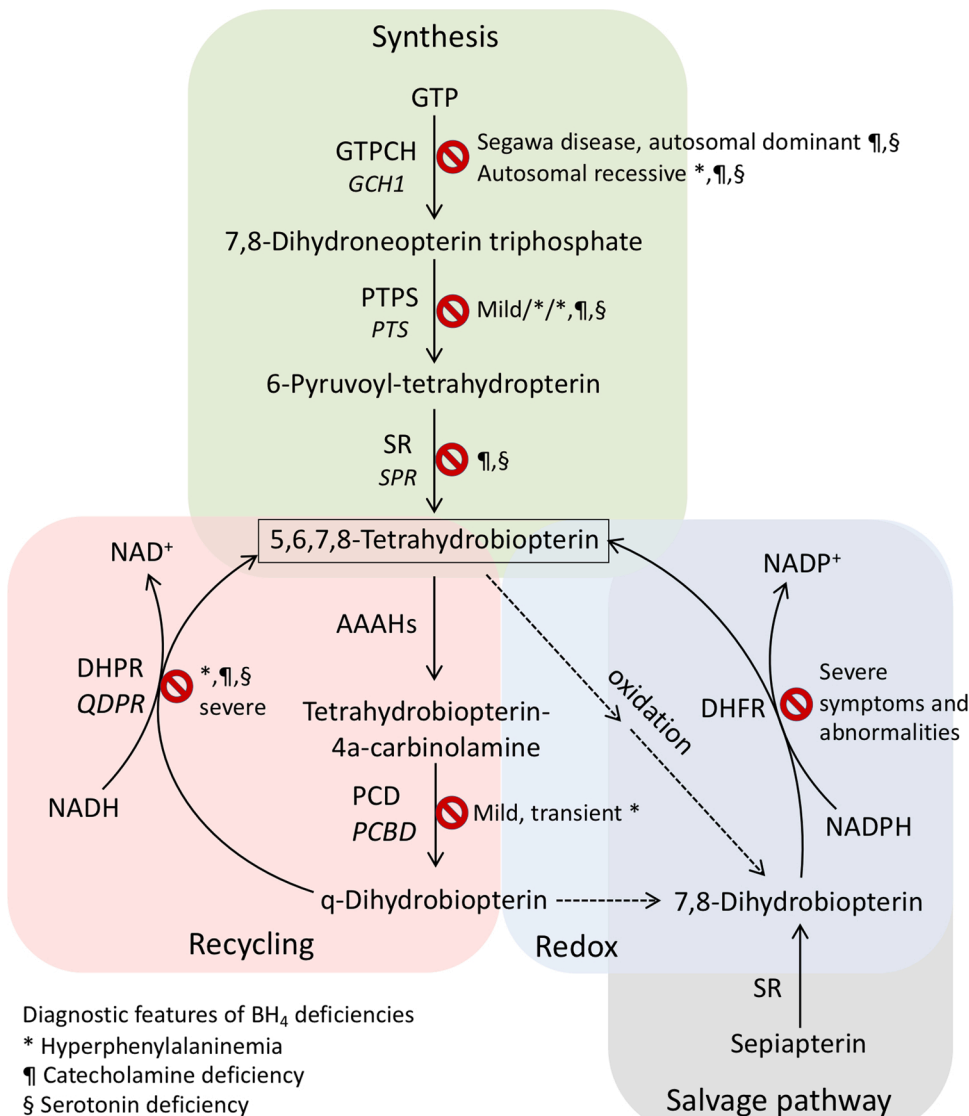 Synthesis
GTP
GTPCH
GCH1
Segawa disease, autosomal dominant ¶,§
Autosomal recessive *,¶,§
7,8-Dihydroneopterin triphosphate
PTPS
PTS
Mild/*/*,¶,§
6-Pyruvoyl-tetrahydropterin
SR
SPR
¶,§
5,6,7,8-Tetrahydrobiopterin
NAD⁺
NADP⁺
AAAHs
DHPR
QDPR
*,¶,§
severe
Tetrahydrobiopterin-
4a-carbinolamine
oxidation
DHFR
Severe
symptoms and
abnormalities
NADH
PCD
PCBD
Mild, transient *
NADPH
q-Dihydrobiopterin
7,8-Dihydrobiopterin
Recycling
Redox
SR
Sepiapterin
Salvage pathway
Diagnostic features of BH₄ deficiencies
* Hyperphenylalaninemia
¶ Catecholamine deficiency
§ Serotonin deficiency